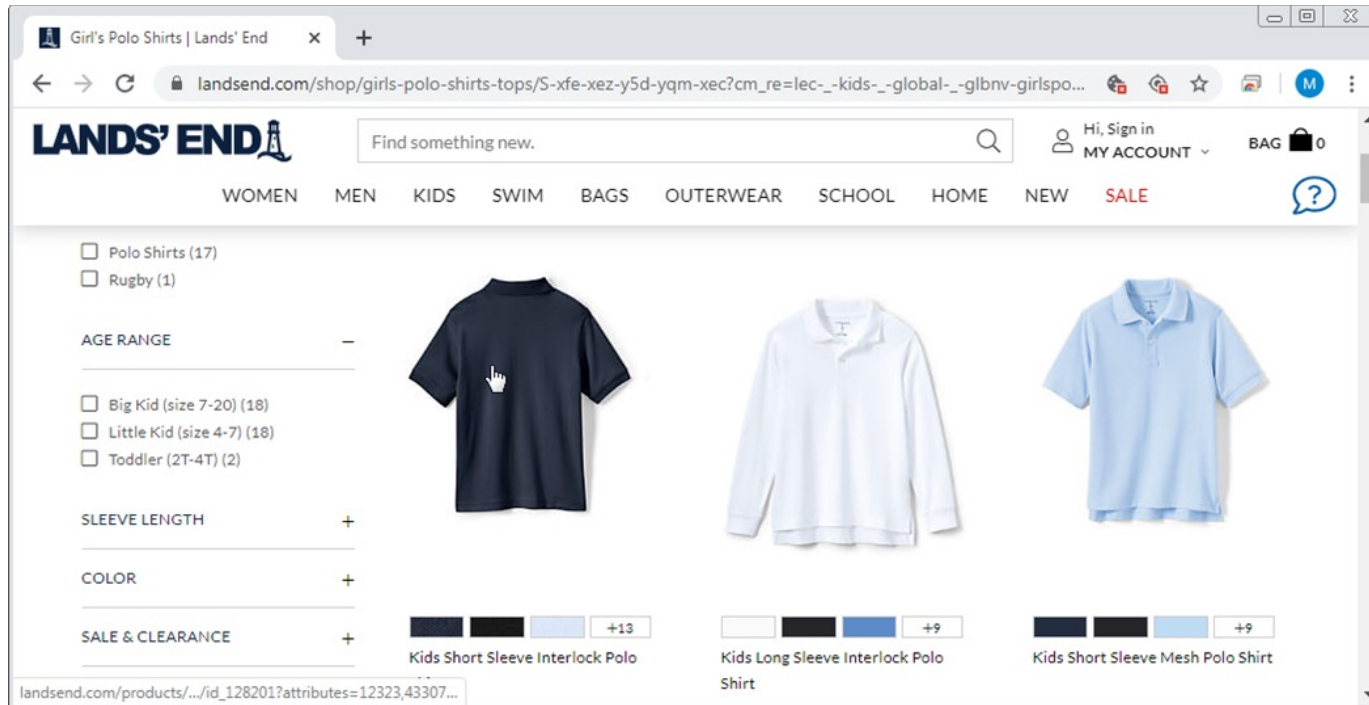 Girl's Polo Shirts | Lands' End
landsend.com/shop/girls-polo-shirts-tops/S-xfe-xez-y5d-yqm-xec?cm_re=lec-_-kids-_-global-_-glbnv-girlspo...
M
LANDS' END
Find something new.
Hi, Sign in
MY ACCOUNT
BAG 0
WOMEN MEN KIDS SWIM BAGS OUTERWEAR SCHOOL HOME NEW SALE
?
Polo Shirts (17)
Rugby (1)
AGE RANGE –
Big Kid (size 7-20) (18)
Little Kid (size 4-7) (18)
Toddler (2T-4T) (2)
SLEEVE LENGTH +
COLOR +
SALE & CLEARANCE +
+13
Kids Short Sleeve Interlock Polo
+9
Kids Long Sleeve Interlock Polo
Shirt
+9
Kids Short Sleeve Mesh Polo Shirt
landsend.com/products/.../id_128201?attributes=12323,43307...